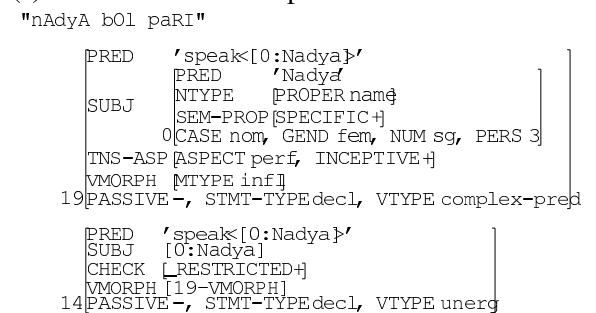 "nAdyA bOl paRI"
PRED 'speak<[0:Nadya]>'
PRED 'Nadya'
NTYPE [PROPER name]
SUBJ
SEM-PROP [SPECIFIC +]
0 CASE nom, GEND fem, NUM sg, PERS 3
TNS-ASP [ASPECT perf, INCEPTIVE +]
VMORPH [MTYPE infl]
19 PASSIVE -, STMT-TYPE decl, VTYPE complex-pred
PRED 'speak<[0:Nadya]>'
SUBJ [0:Nadya]
CHECK [_RESTRICTED +]
VMORPH [19-VMORPH]
14 PASSIVE -, STMT-TYPE decl, VTYPE unerg